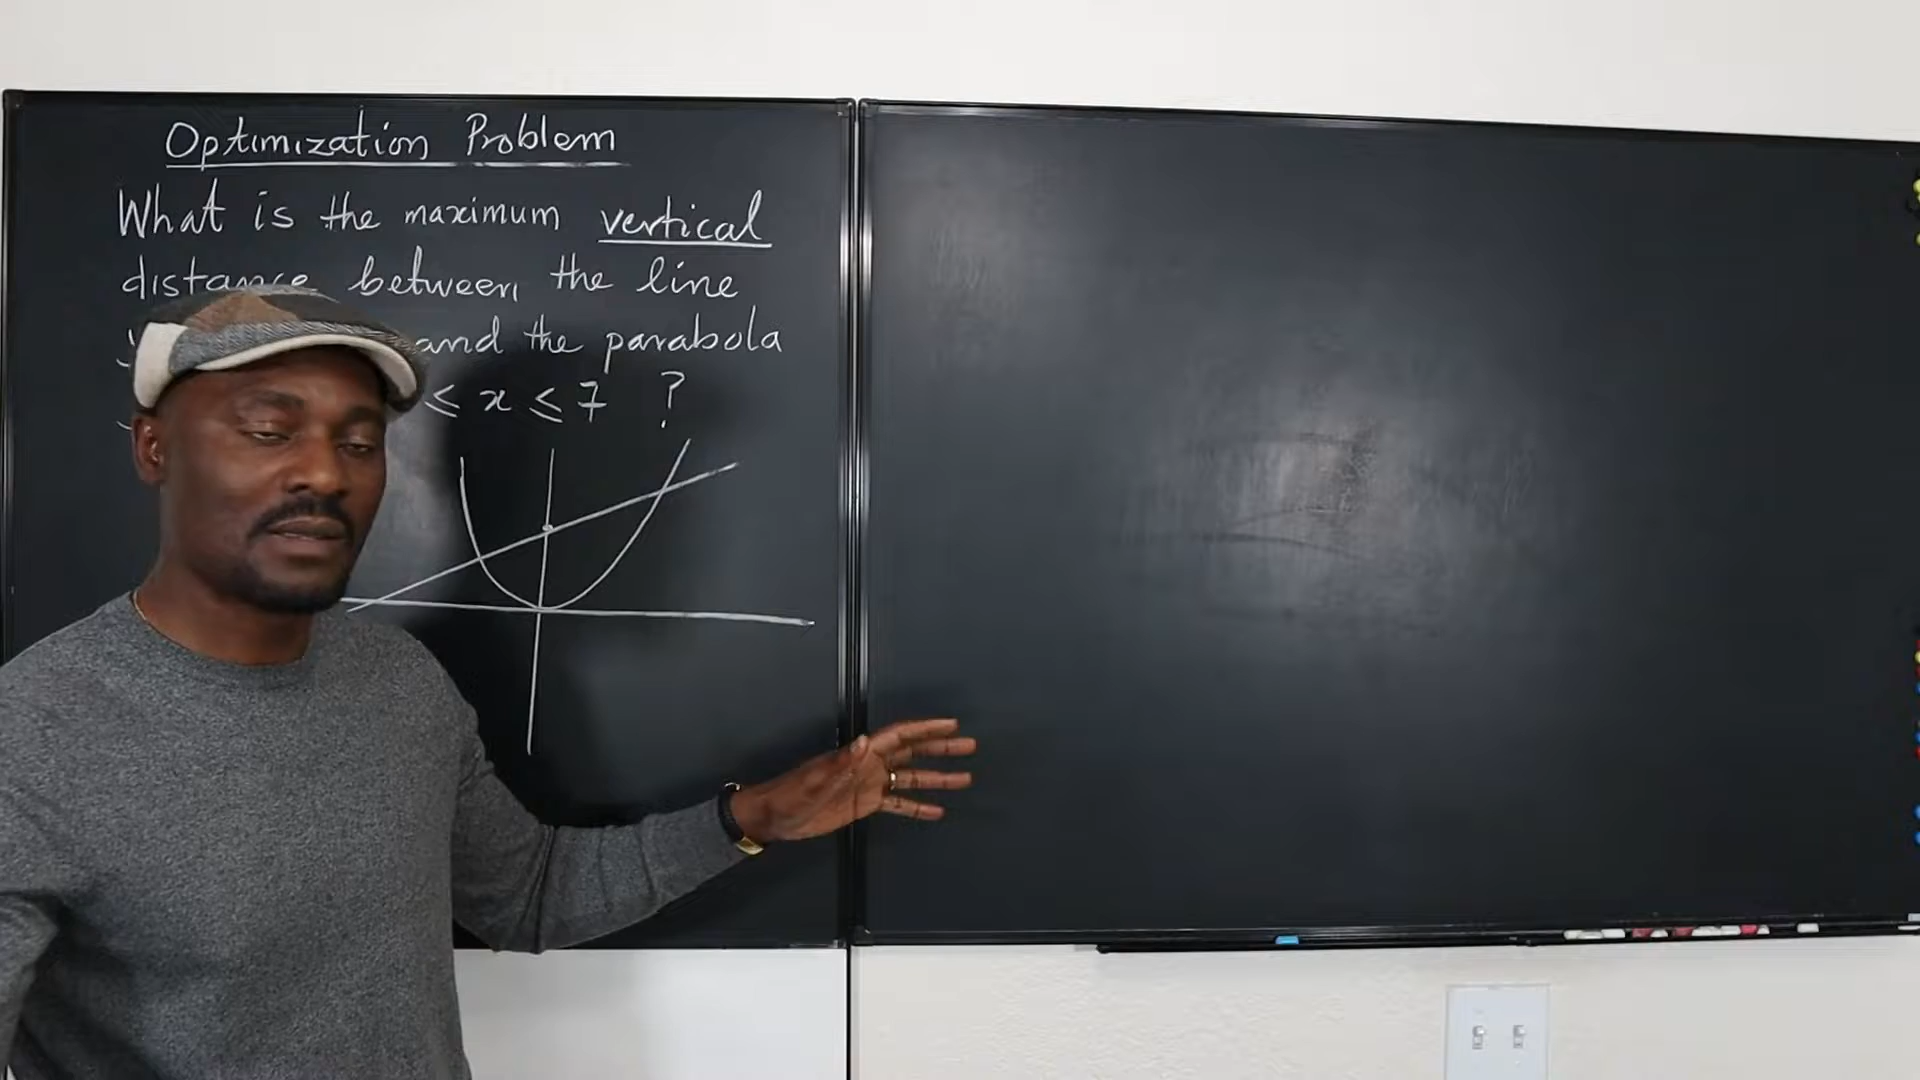 Optimization Problem
What is the maximum vertical
distance between the line
and the parabola
≤ x ≤ 7 ?